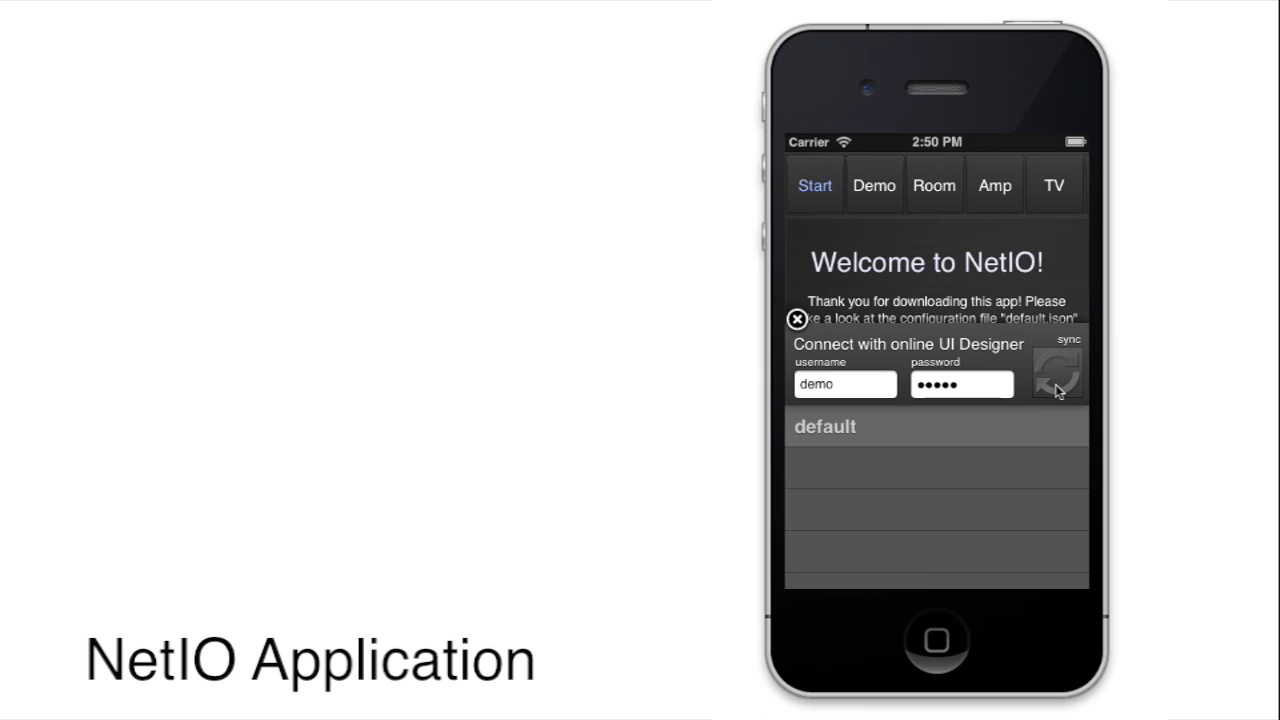 Carrier 2:50 PM
Start Demo Room Amp TV
Welcome to NetIO!
Thank you for downloading this app! Please
a look at the configuration file "default.json"
Connect with online UI Designer sync
username password
demo •••••
default
NetIO Application